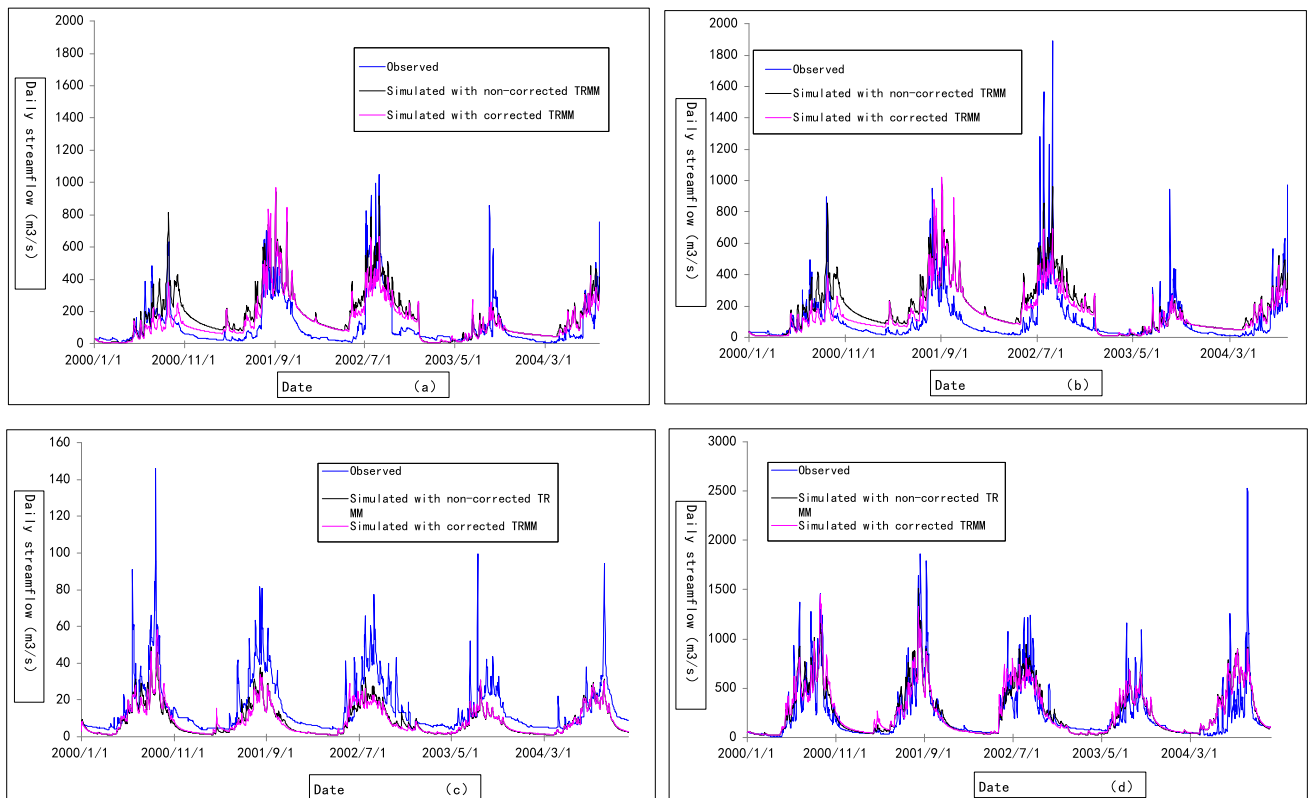 2000
1800
1600
1400
1200
1000
800
600
400
200
0
Daily streamflow (m3/s)
Observed
Simulated with non-corrected TRMM
Simulated with corrected TRMM
2000/1/1 2000/11/1 2001/9/1 2002/7/1 2003/5/1 2004/3/1
Date (a)
2000
1800
1600
1400
1200
1000
800
600
400
200
0
Daily streamflow (m3/s)
Observed
Simulated with non-corrected TRMM
Simulated with corrected TRMM
2000/1/1 2000/11/1 2001/9/1 2002/7/1 2003/5/1 2004/3/1
Date (b)
160
140
120
100
80
60
40
20
0
Daily streamflow (m3/s)
Observed
Simulated with non-corrected TR
MM
Simulated with corrected TRMM
2000/1/1 2000/11/1 2001/9/1 2002/7/1 2003/5/1 2004/3/1
Date (c)
3000
2500
2000
1500
1000
500
0
Daily streamflow (m3/s)
Observed
Simulated with non-corrected TR
MM
Simulated with corrected TRMM
2000/1/1 2000/11/1 2001/9/1 2002/7/1 2003/5/1 2004/3/1
Date (d)